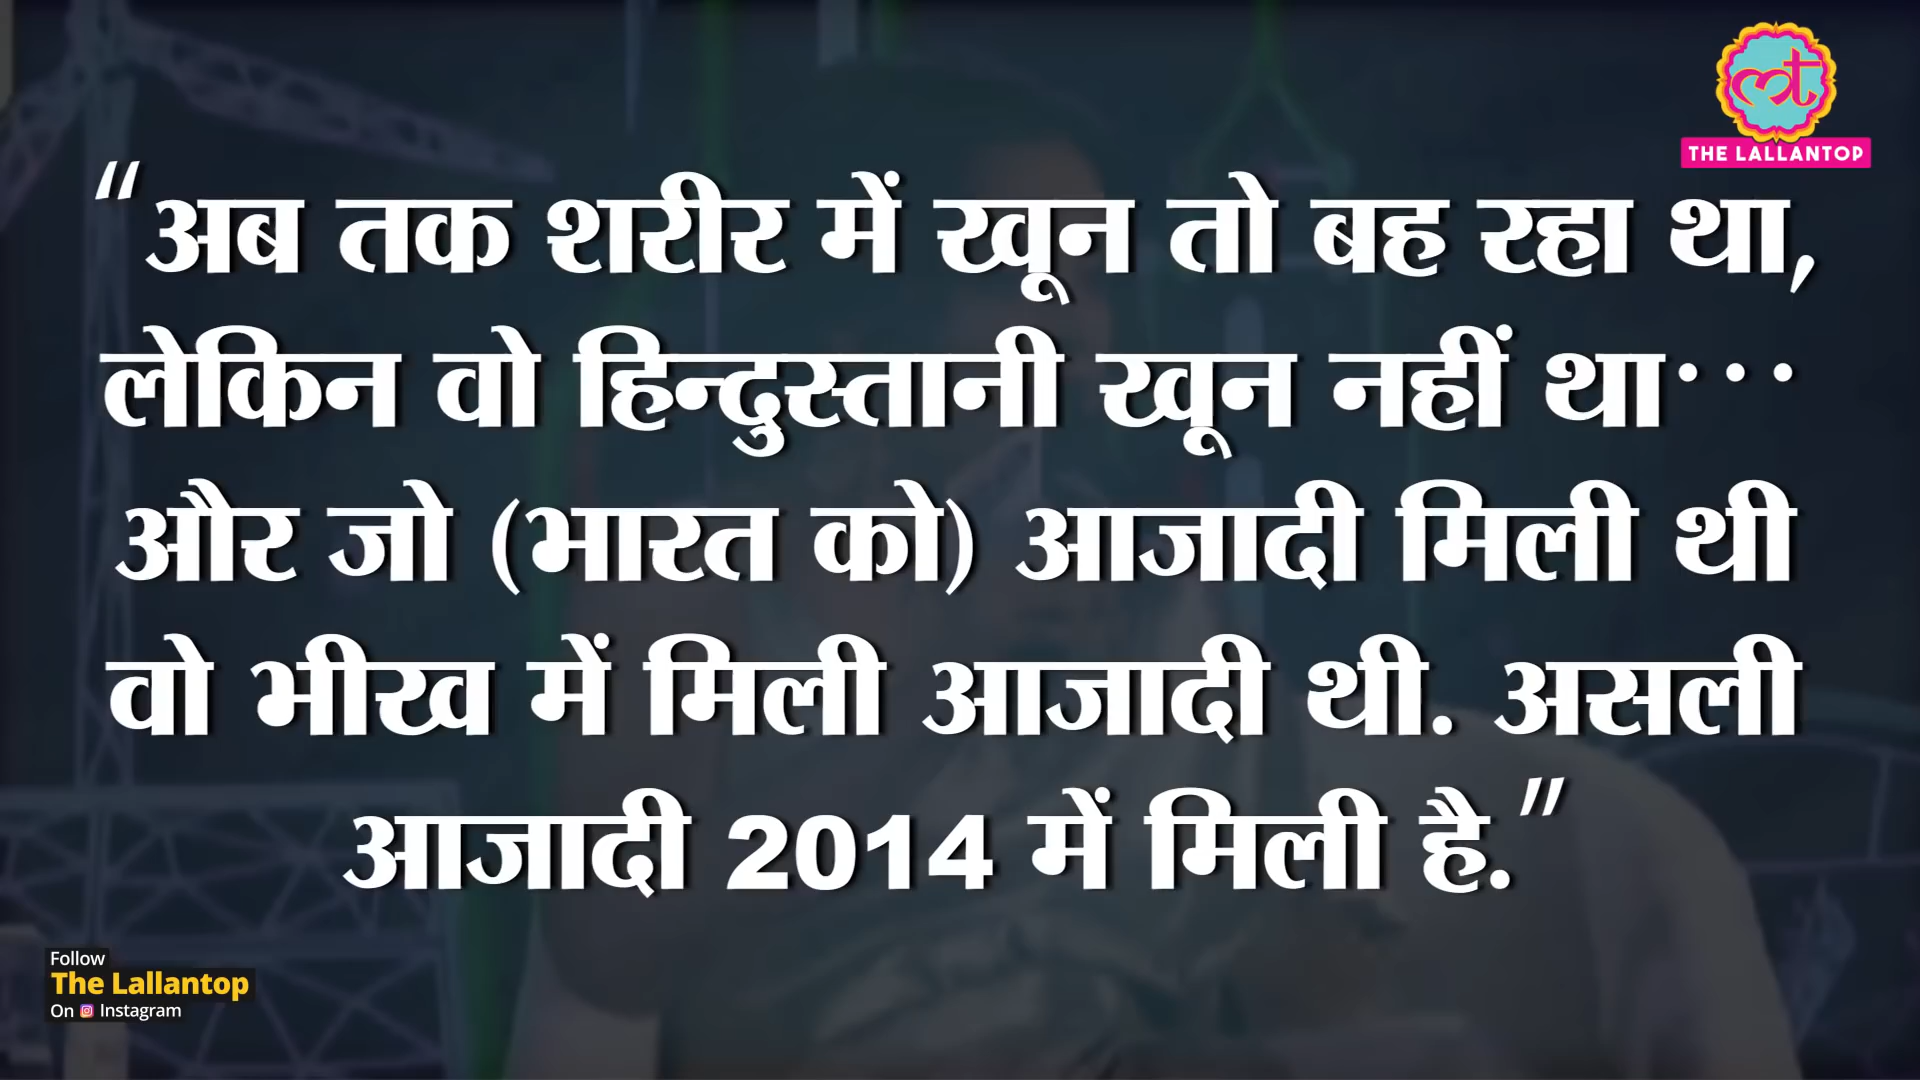 THE LALLANTOP
"अब तक शरीर में खून तो बह रहा था,
लेकिन वो हिन्दुस्तानी खून नहीं था...
और जो (भारत को) आजादी मिली थी
वो भीख में मिली आजादी थी. असली
आजादी 2014 में मिली है."
Follow
The Lallantop
On Instagram